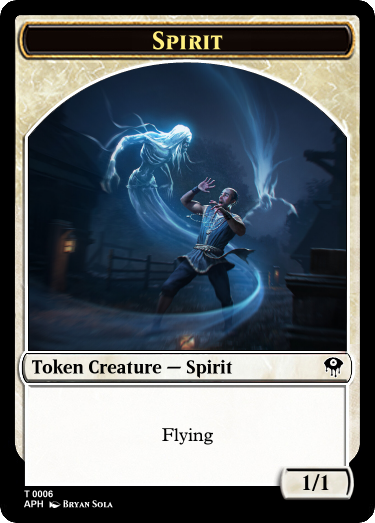 Spirit
Token Creature — Spirit
Flying
1/1
T 0006
APH Bryan Sola